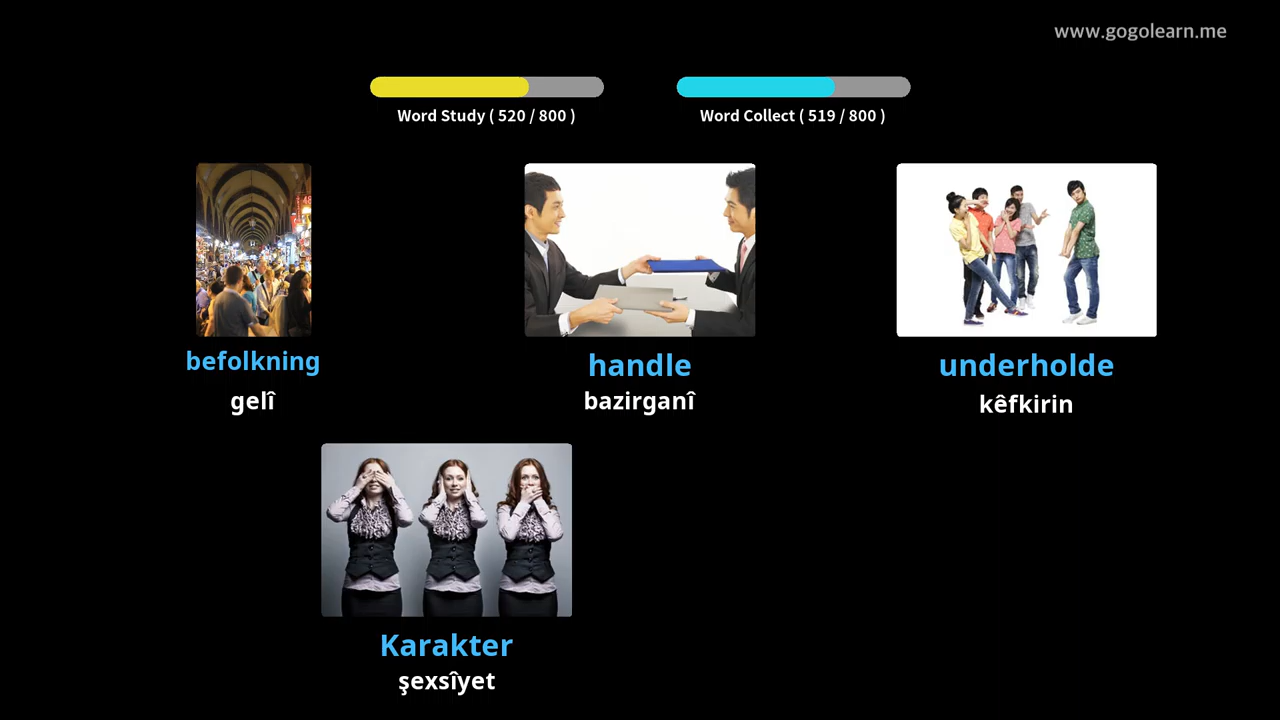 www.gogolearn.me
Word Study ( 520 / 800 )
Word Collect ( 519 / 800 )
befolkning
gelî
handle
bazirganî
underholde
kêfkirin
Karakter
şexsîyet